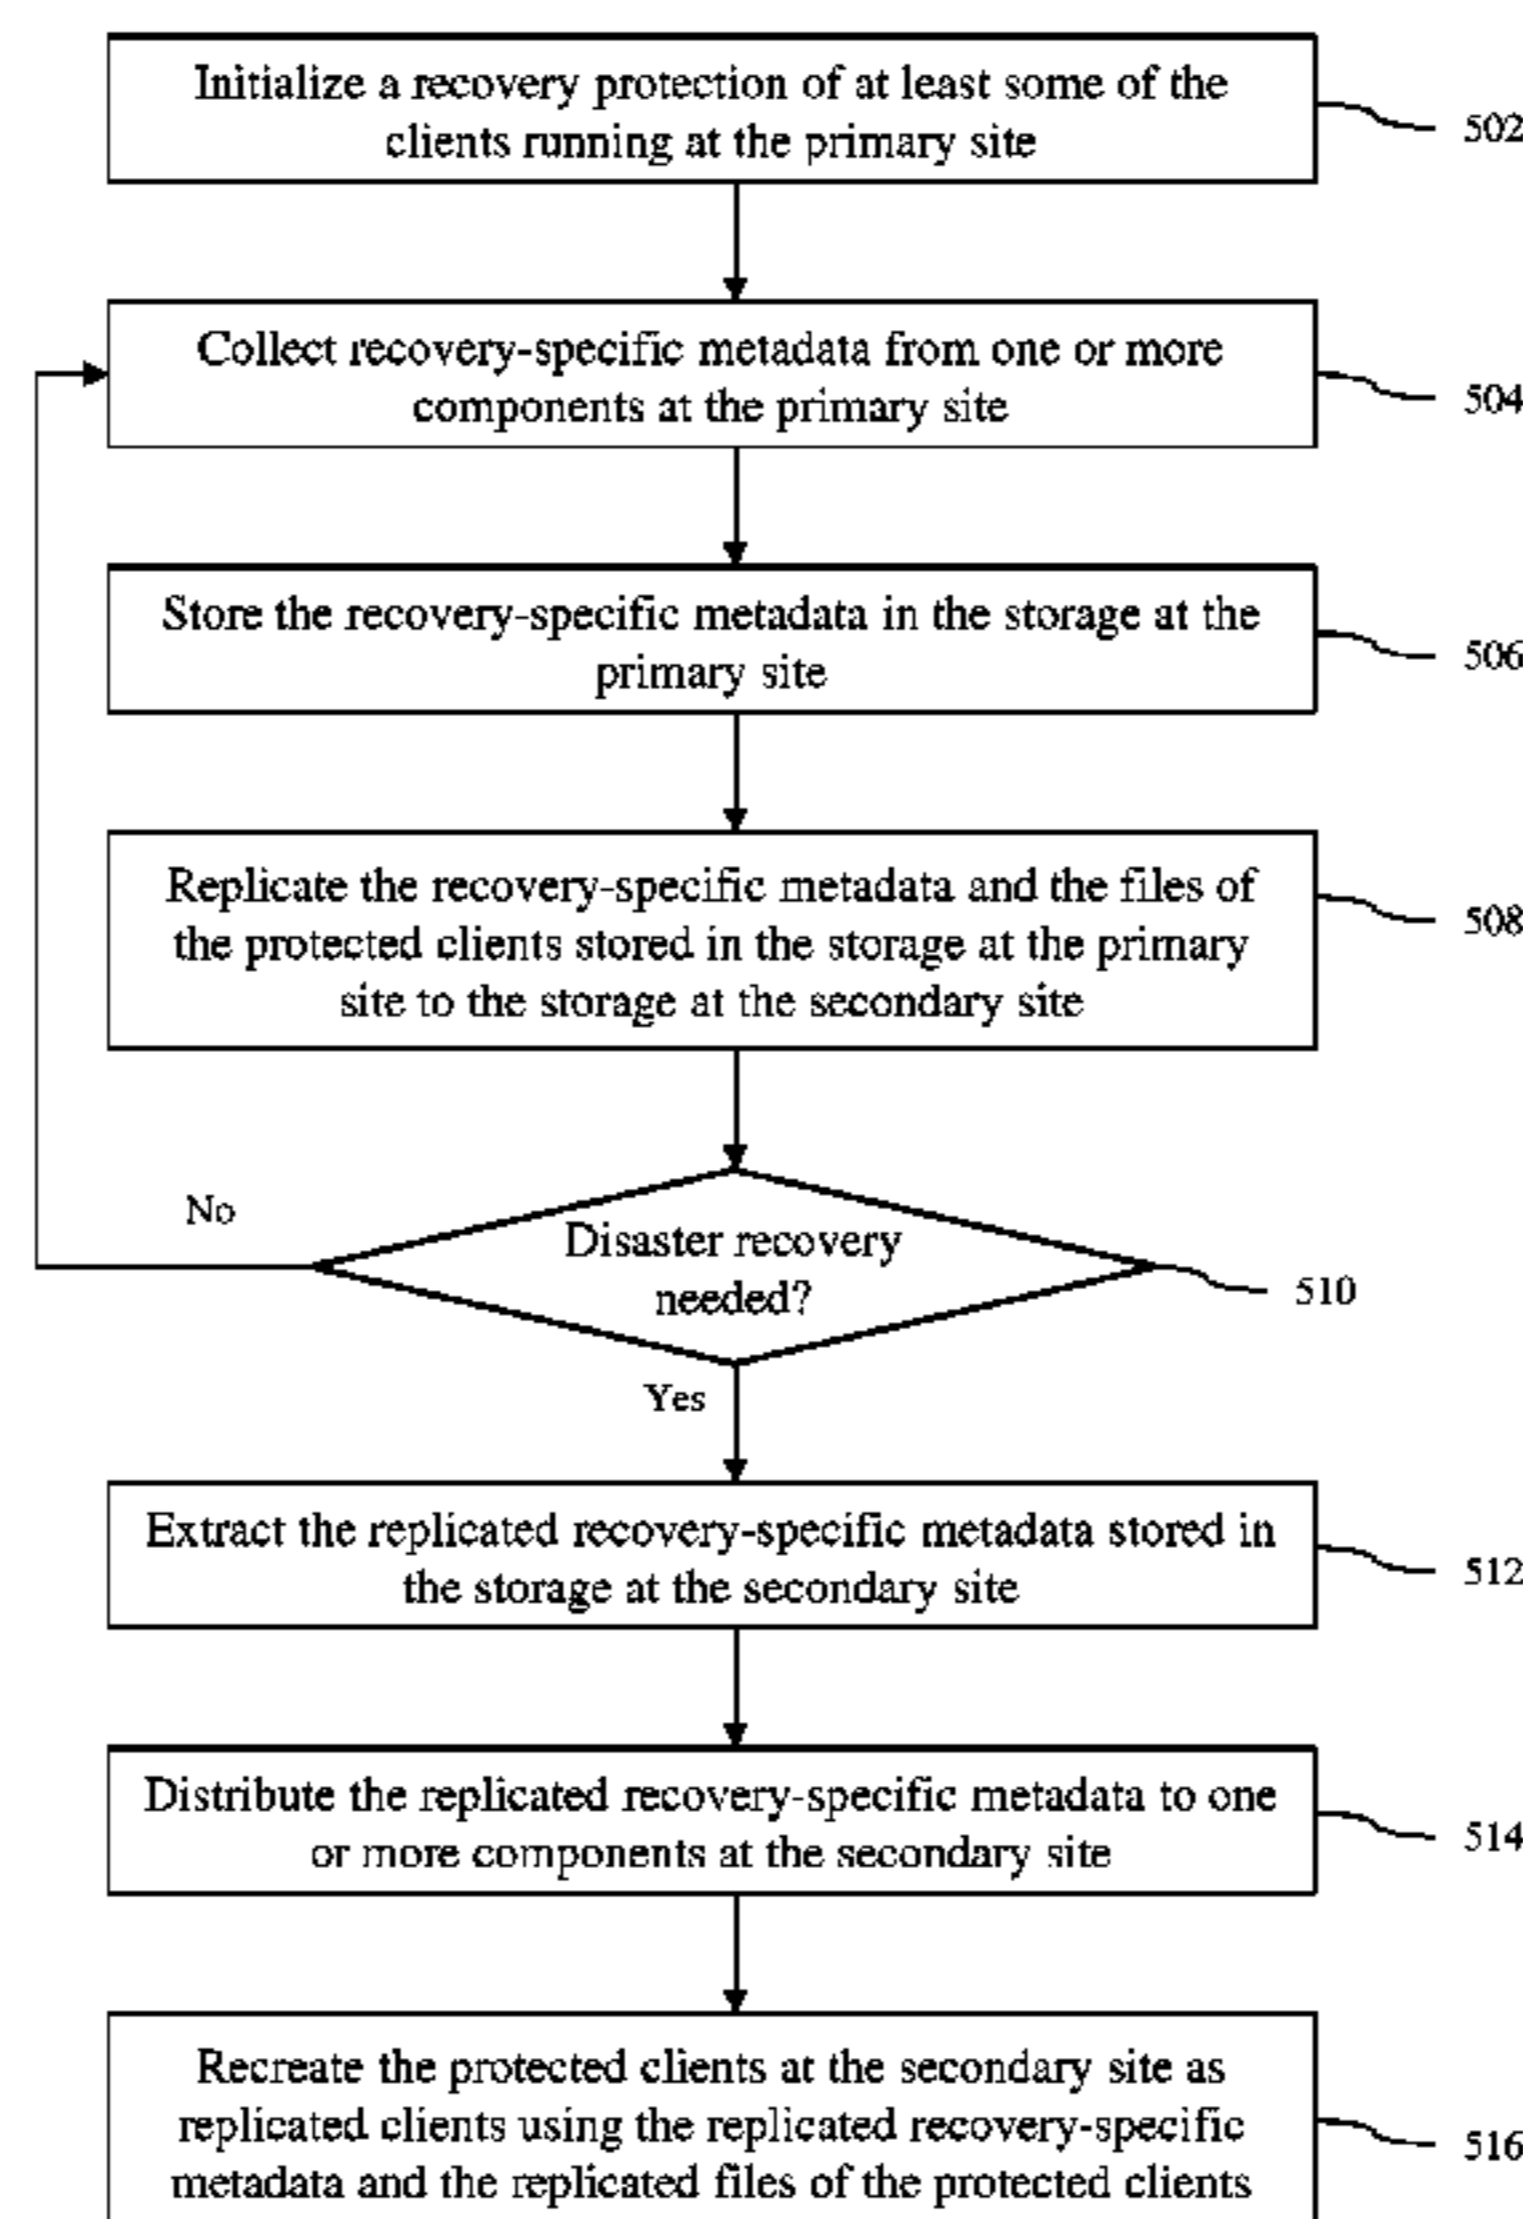 Initialize a recovery protection of at least some of the
clients running at the primary site
502
Collect recovery-specific metadata from one or more
components at the primary site
504
Store the recovery-specific metadata in the storage at the
primary site
506
Replicate the recovery-specific metadata and the files of
the protected clients stored in the storage at the primary
site to the storage at the secondary site
508
No
Disaster recovery
needed?
510
Yes
Extract the replicated recovery-specific metadata stored in
the storage at the secondary site
512
Distribute the replicated recovery-specific metadata to one
or more components at the secondary site
514
Recreate the protected clients at the secondary site as
replicated clients using the replicated recovery-specific
metadata and the replicated files of the protected clients
516